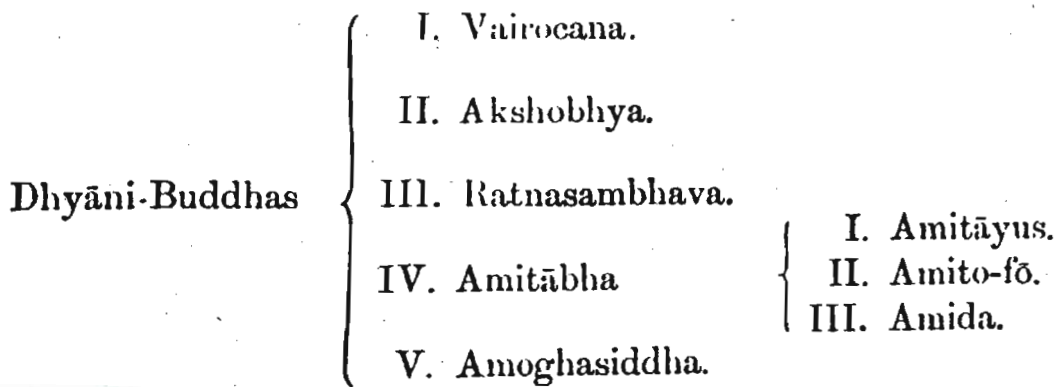 I. Vairocana.
II. Akshobhya.
Dhyāni-Buddhas
III. Ratnasambhava.
I. Amitāyus.
IV. Amitābha
II. Amito-fō.
III. Amida.
V. Amoghasiddha.